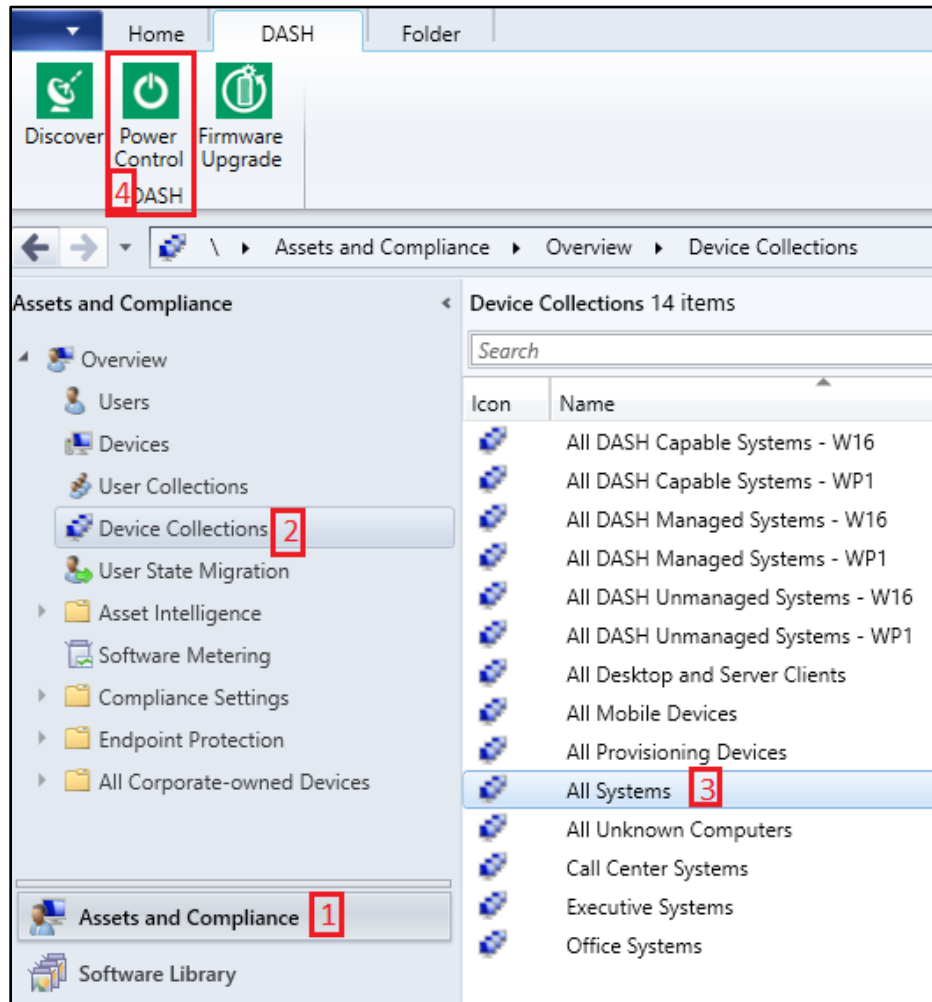 Home DASH Folder
Discover Power Control Firmware Upgrade
4 DASH
\ Assets and Compliance Overview Device Collections
Assets and Compliance
Overview
Users
Devices
User Collections
Device Collections 2
User State Migration
Asset Intelligence
Software Metering
Compliance Settings
Endpoint Protection
All Corporate-owned Devices
Assets and Compliance 1
Software Library
Device Collections 14 items
Search
Icon Name
All DASH Capable Systems - W16
All DASH Capable Systems - WP1
All DASH Managed Systems - W16
All DASH Managed Systems - WP1
All DASH Unmanaged Systems - W16
All DASH Unmanaged Systems - WP1
All Desktop and Server Clients
All Mobile Devices
All Provisioning Devices
All Systems 3
All Unknown Computers
Call Center Systems
Executive Systems
Office Systems